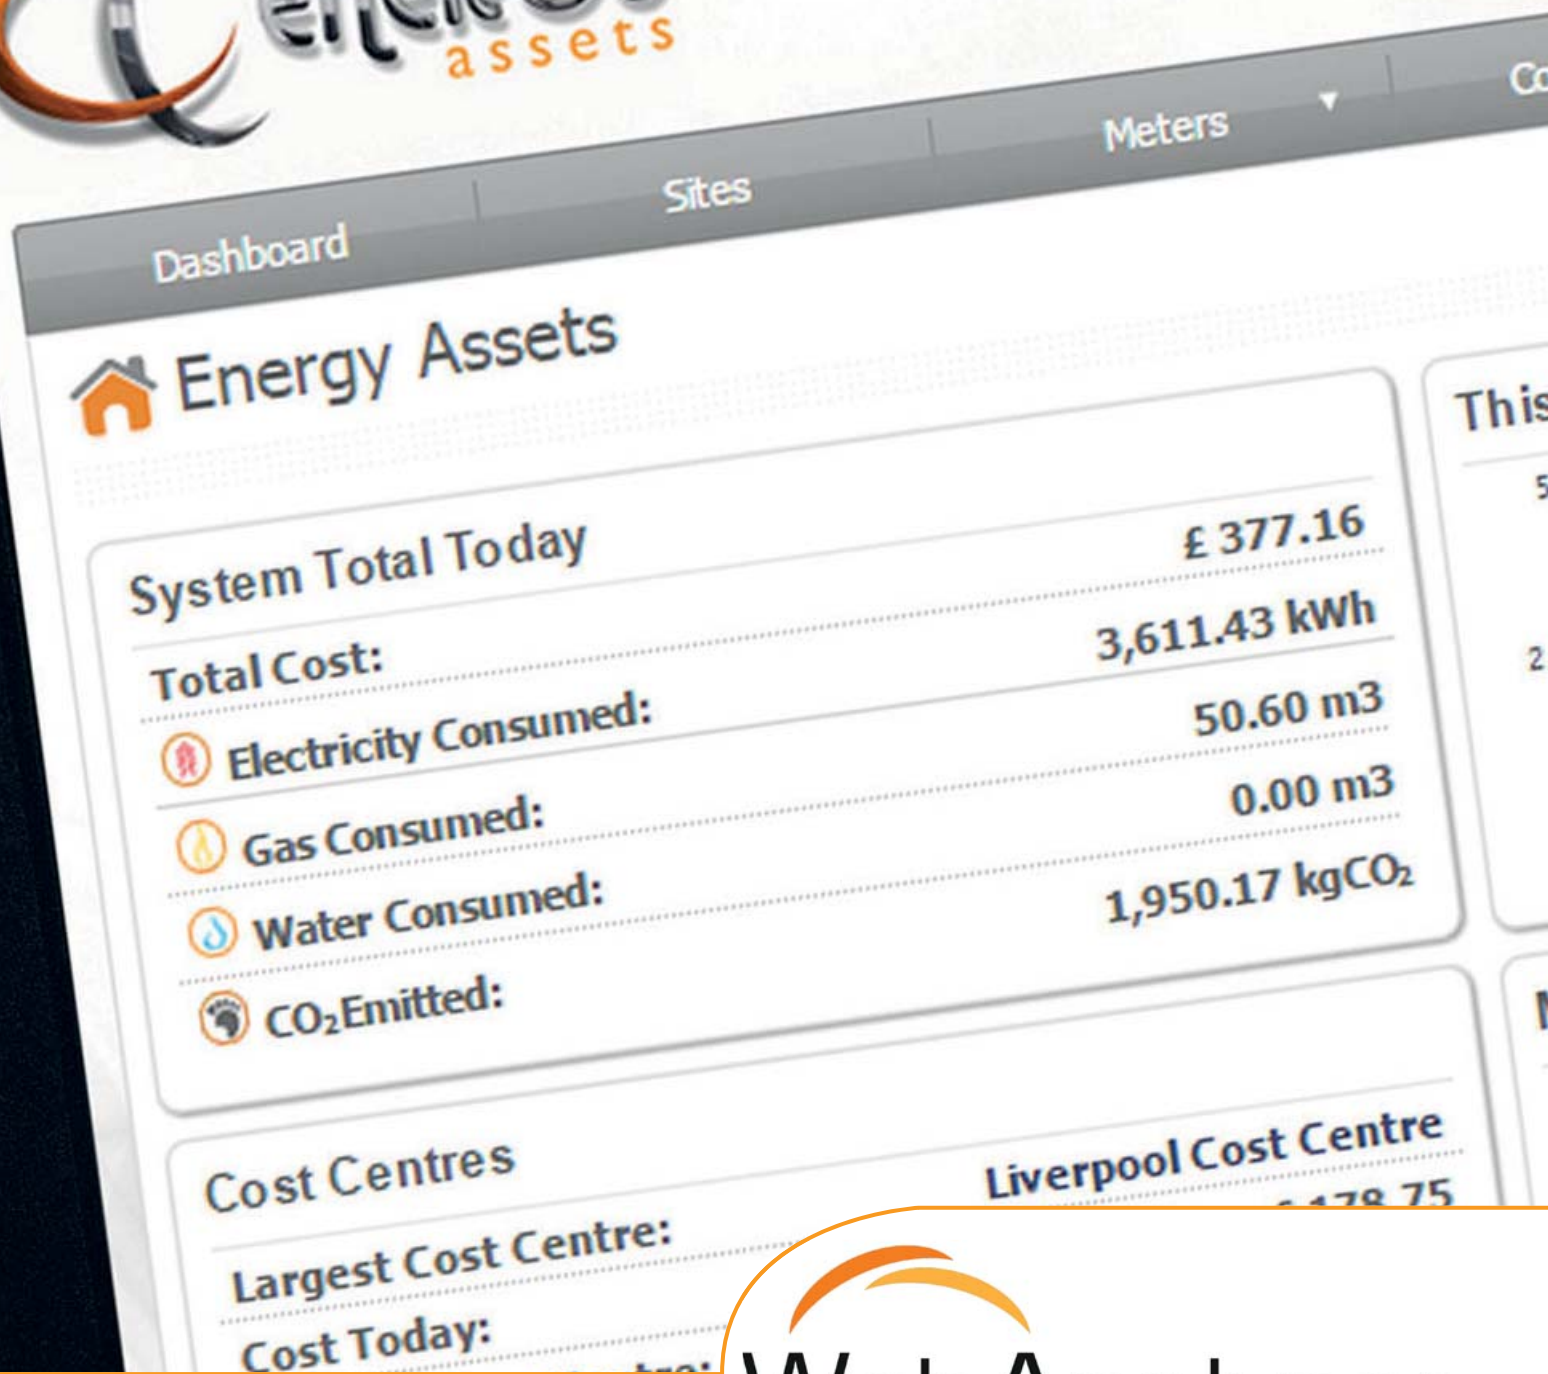 assets
Dashboard Sites Meters
Energy Assets
System Total Today
Total Cost: £ 377.16
Electricity Consumed: 3,611.43 kWh
Gas Consumed: 50.60 m3
Water Consumed: 0.00 m3
CO₂Emitted: 1,950.17 kgCO₂
This
Cost Centres
Largest Cost Centre: Liverpool Cost Centre
Cost Today: £ 178.75